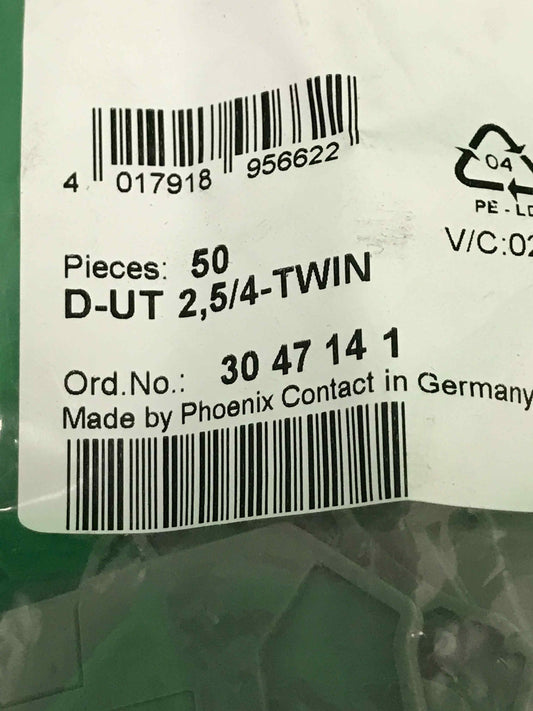 4 017918 956622
04
PE-LD
V/C:02
Pieces: 50
D-UT 2,5/4-TWIN
Ord.No.: 30 47 14 1
Made by Phoenix Contact in Germany